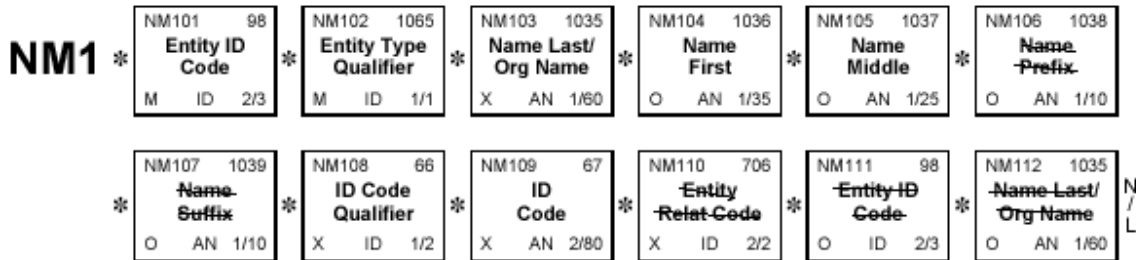 NM101 98 NM102 1065 NM103 1035 NM104 1036 NM105 1037 NM106 1038
NM1 * Entity ID * Entity Type * Name Last/ * Name * Name * Name
Code Qualifier Org Name First Middle Prefix
M ID 2/3 M ID 1/1 X AN 1/60 O AN 1/35 O AN 1/25 O AN 1/10
NM107 1039 NM108 66 NM109 67 NM110 706 NM111 98 NM112 1035
* Name * ID Code * ID * Entity * Entity ID * Name Last/ N
Suffix Qualifier Code Relat Code Code Org Name /
O AN 1/10 X ID 1/2 X AN 2/80 X ID 2/2 O ID 2/3 O AN 1/60 L